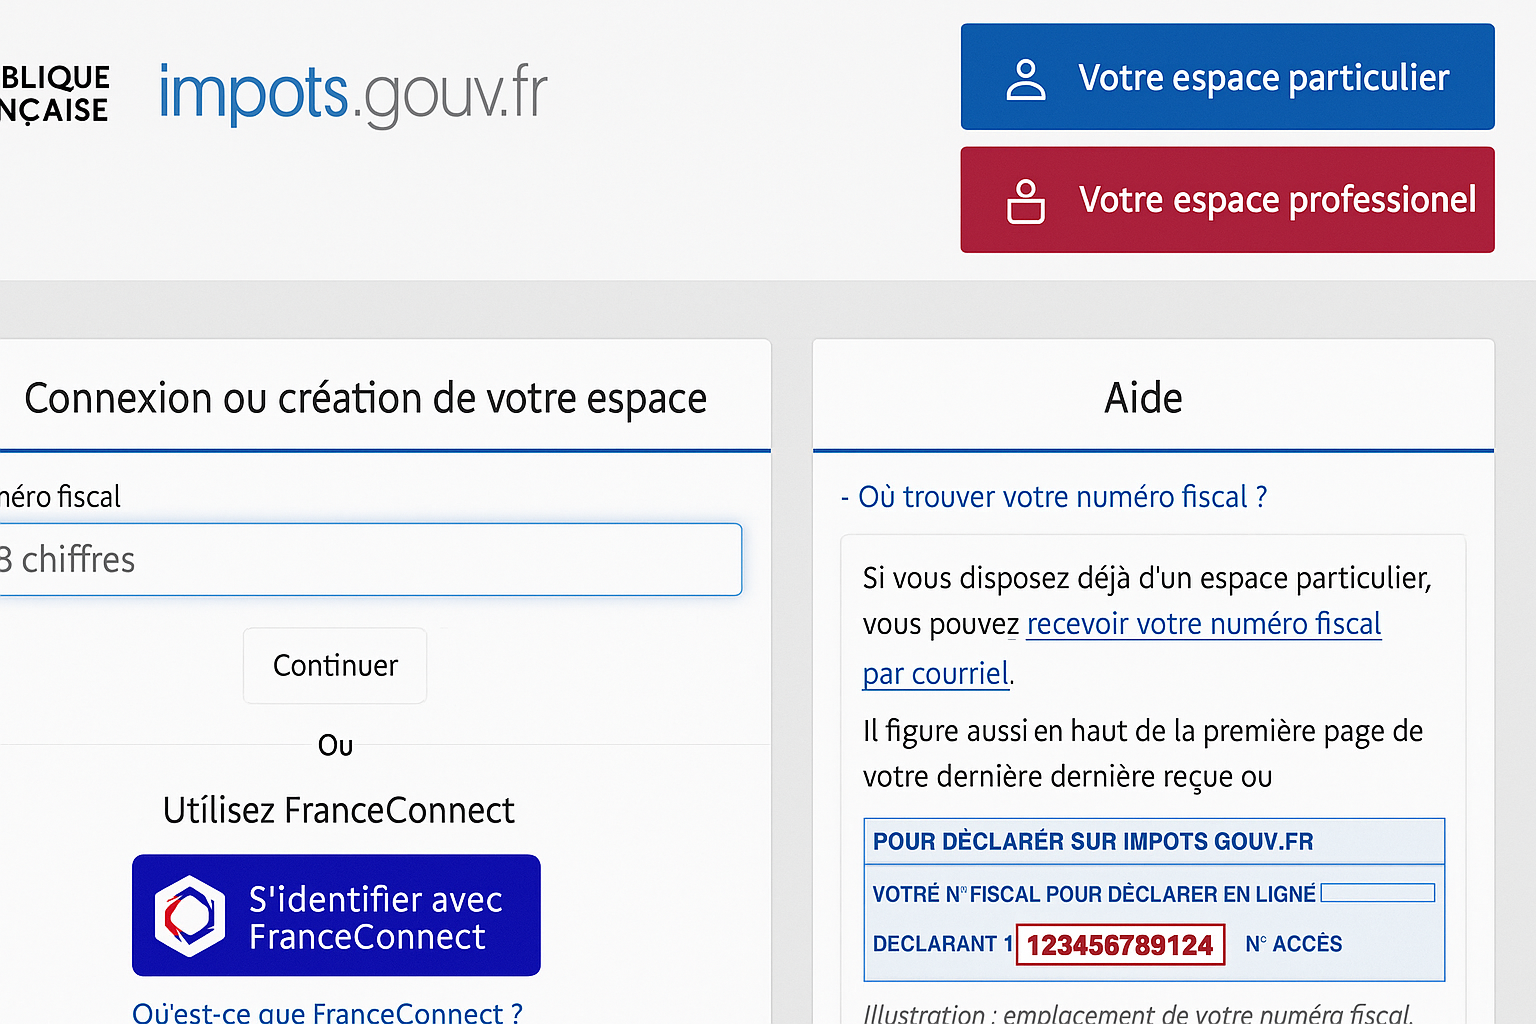 BLIQUE
NÇAISE
impots.gouv.fr
Votre espace particulier
Votre espace professionel
Connexion ou création de votre espace
néro fiscal
8 chiffres
Continuer
Ou
Utílisez FranceConnect
S'identifier avec
FranceConnect
Oủ'est-ce que FranceConnect ?
Aide
- Où trouver votre numéro fiscal ?
Si vous disposez déjà d'un espace particulier,
vous pouvez recevoir votre numéro fiscal
par courriel.
Il figure aussi en haut de la première page de
votre dernière dernière reçue ou
POUR DÈCLARÉR SUR IMPOTS GOUV.FR
VOTRÉ N° FISCAL POUR DÈCLARER EN LIGNÉ
DECLARANT 1 123456789124 N° ACCÊS
Illustration : emplacement de votre numéra fiscal.